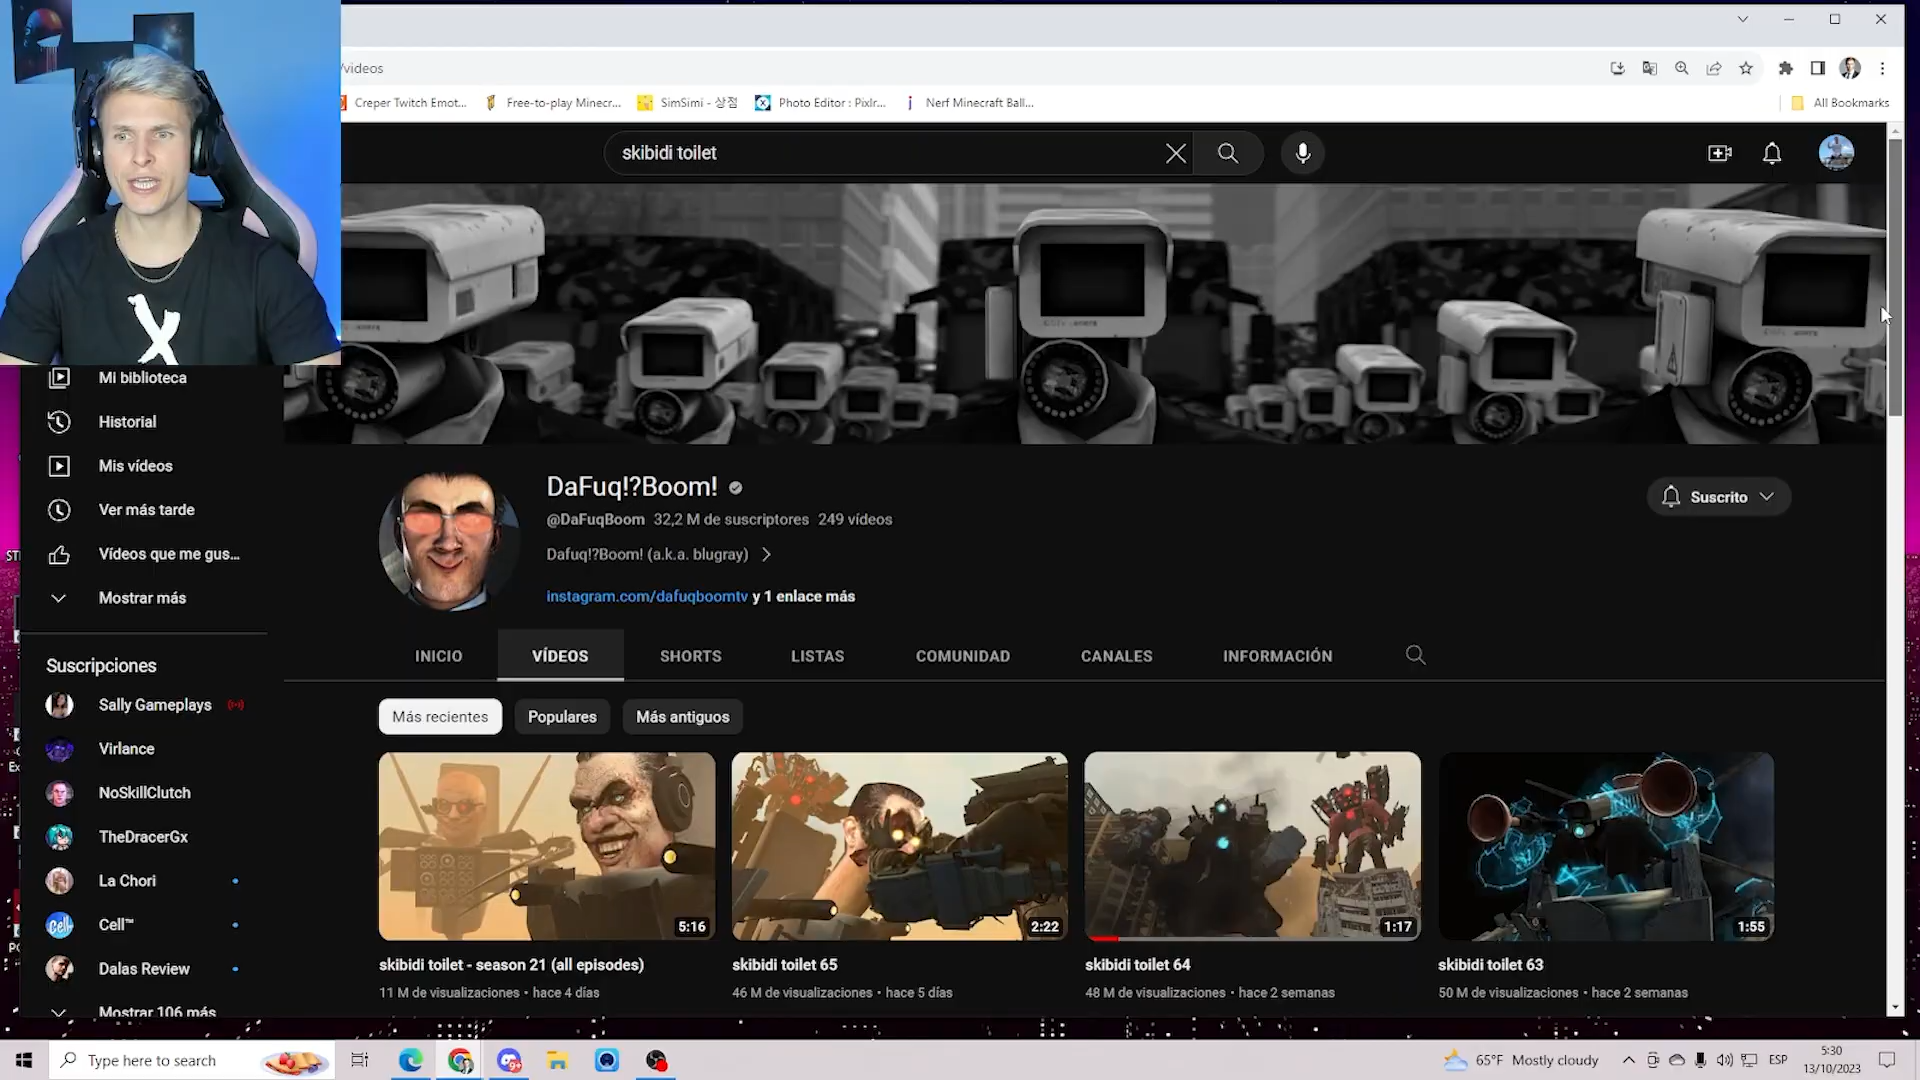 /videos
Creper Twitch Emot...
Free-to-play Minecr...
SimSimi - 상점
Photo Editor : Pixlr...
Nerf Minecraft Ball...
All Bookmarks
skibidi toilet
X
Mi biblioteca
Historial
Mis vídeos
Ver más tarde
Vídeos que me gus...
Mostrar más
Suscripciones
Sally Gameplays
Virlance
NoSkillClutch
TheDracerGx
La Chori
Cell™
Dalas Review
Mostrar 106 más
DaFuq!?Boom!
@DaFuqBoom 32,2 M de suscriptores 249 vídeos
Dafuq!?Boom! (a.k.a. blugray)
instagram.com/dafuqboomtv y 1 enlace más
Suscrito
INICIO VÍDEOS SHORTS LISTAS COMUNIDAD CANALES INFORMACIÓN
Más recientes Populares Más antiguos
5:16
2:22
1:17
1:55
skibidi toilet - season 21 (all episodes)
11 M de visualizaciones • hace 4 días
skibidi toilet 65
46 M de visualizaciones • hace 5 días
skibidi toilet 64
48 M de visualizaciones • hace 2 semanas
skibidi toilet 63
50 M de visualizaciones • hace 2 semanas
Type here to search
65°F Mostly cloudy
ESP
5:30
13/10/2023